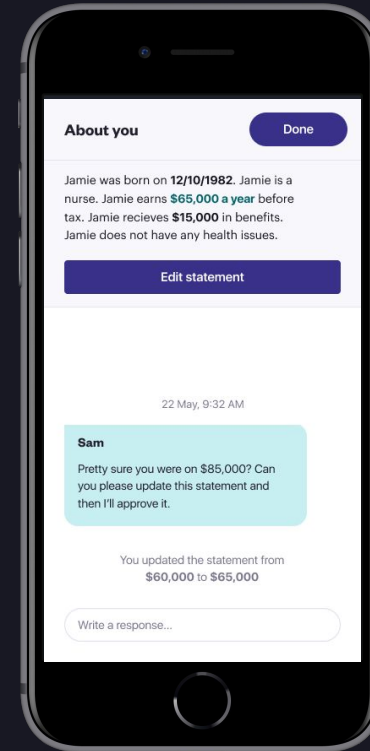 About you
Done
Jamie was born on 12/10/1982. Jamie is a
nurse. Jamie earns $65,000 a year before
tax. Jamie recieves $15,000 in benefits.
Jamie does not have any health issues.
Edit statement
22 May, 9:32 AM
Sam
Pretty sure you were on $85,000? Can
you please update this statement and
then I'll approve it.
You updated the statement from
$60,000 to $65,000
Write a response...